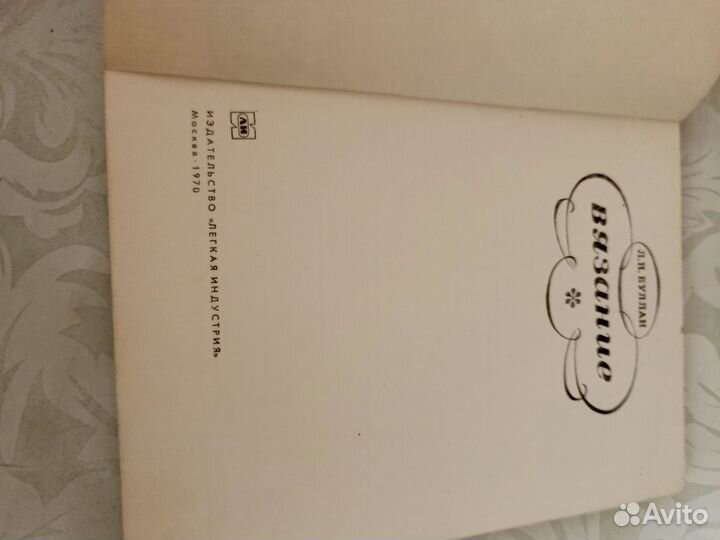 Л.Н. БУЛЛАН
вязание
ЛИ
ИЗДАТЕЛЬСТВО «ЛЕГКАЯ ИНДУСТРИЯ»
Москва · 1970
Avito